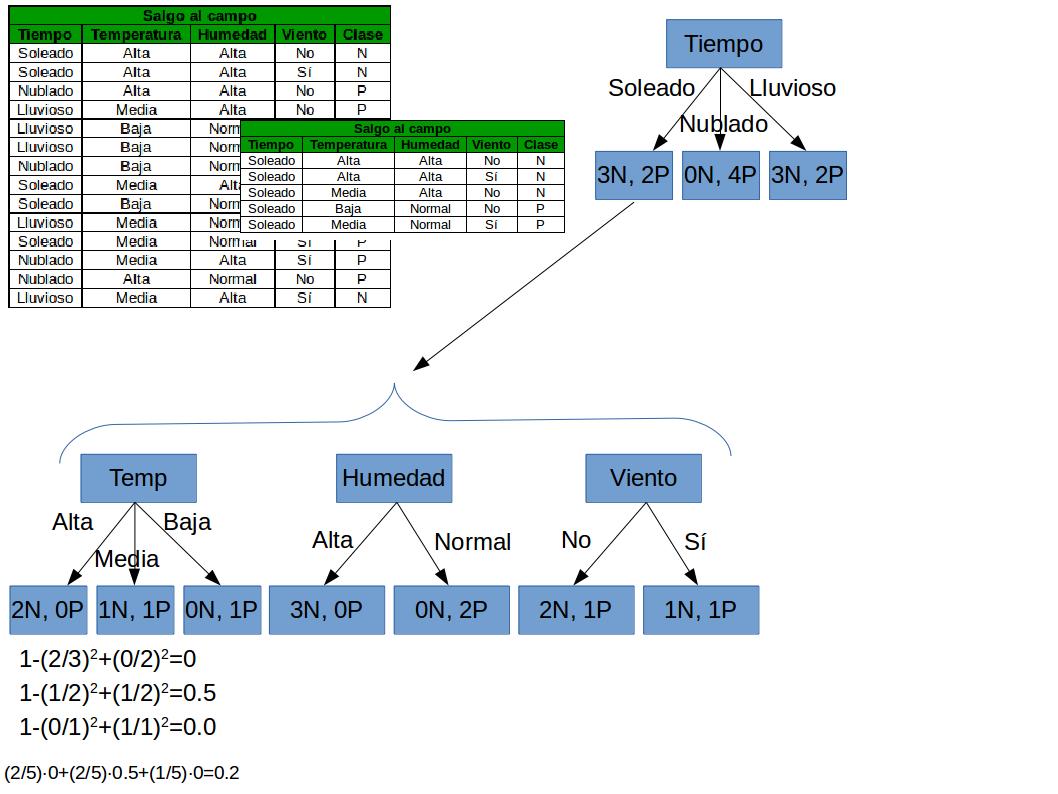 Salgo al campo
Tiempo Temperatura Humedad Viento Clase
Soleado Alta Alta No N
Soleado Alta Alta Sí N
Nublado Alta Alta No P
Lluvioso Media Alta No P
Lluvioso Baja Norm
Lluvioso Baja Norm
Nublado Baja Norm
Soleado Media Alta
Soleado Baja Norm
Lluvioso Media Norm
Soleado Media Normal Sí P
Nublado Media Alta Sí P
Nublado Alta Normal No P
Lluvioso Media Alta Sí N
Salgo al campo
Tiempo Temperatura Humedad Viento Clase
Soleado Alta Alta No N
Soleado Alta Alta Sí N
Soleado Media Alta No N
Soleado Baja Normal No P
Soleado Media Normal Sí P
Tiempo
Soleado Lluvioso
Nublado
3N, 2P 0N, 4P 3N, 2P
Temp Humedad Viento
Alta Baja
Alta Normal No Sí
Media
2N, 0P 1N, 1P 0N, 1P 3N, 0P 0N, 2P 2N, 1P 1N, 1P
1-(2/3)²+(0/2)²=0
1-(1/2)²+(1/2)²=0.5
1-(0/1)²+(1/1)²=0.0
(2/5)·0+(2/5)·0.5+(1/5)·0=0.2